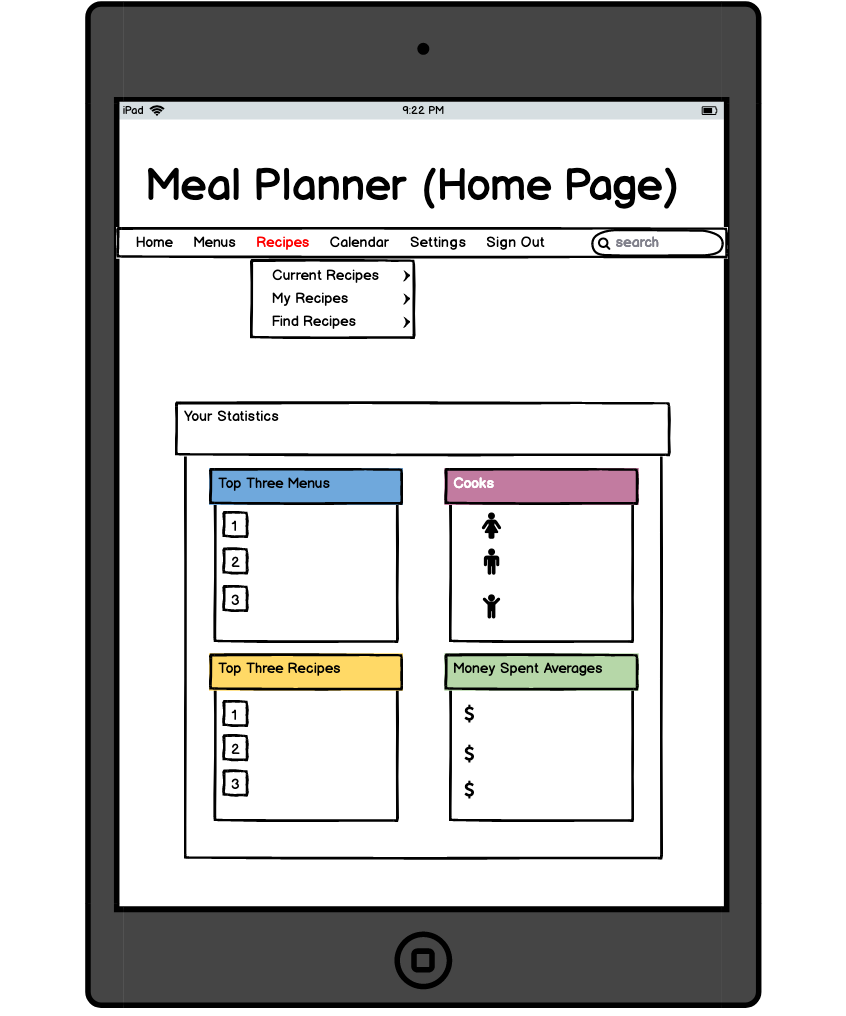 iPad 9:22 PM
Meal Planner (Home Page)
Home Menus Recipes Calendar Settings Sign Out search
Current Recipes
My Recipes
Find Recipes
Your Statistics
Top Three Menus
1
2
3
Cooks
Top Three Recipes
1
2
3
Money Spent Averages
$
$
$